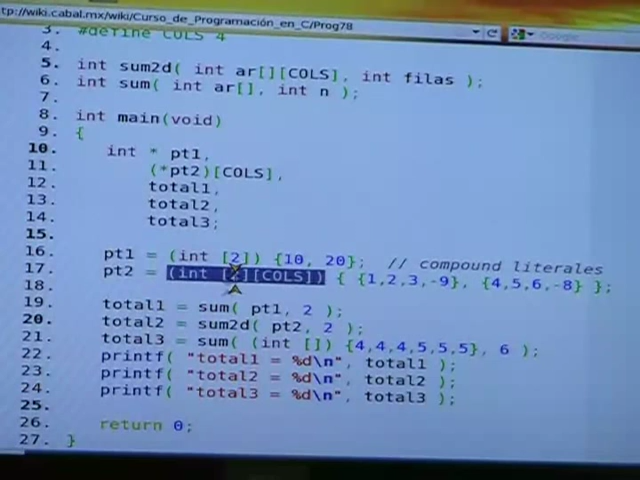 tp://wiki.cabal.mx/wiki/Curso_de_Programación_en_C/Prog78
Google
3. #define COLS 4
4.
5. int sum2d( int ar[][COLS], int filas );
6. int sum( int ar[], int n );
7.
8. int main(void)
9. {
10. int * pt1,
11. (*pt2)[COLS],
12. total1,
13. total2,
14. total3;
15.
16. pt1 = (int [2]) {10, 20}; // compound literales
17. pt2 = (int [2][COLS]) { {1,2,3,-9}, {4,5,6,-8} };
18.
19. total1 = sum( pt1, 2 );
20. total2 = sum2d( pt2, 2 );
21. total3 = sum( (int []) {4,4,4,5,5,5}, 6 );
22. printf( "total1 = %d\n", total1 );
23. printf( "total2 = %d\n", total2 );
24. printf( "total3 = %d\n", total3 );
25.
26. return 0;
27. }